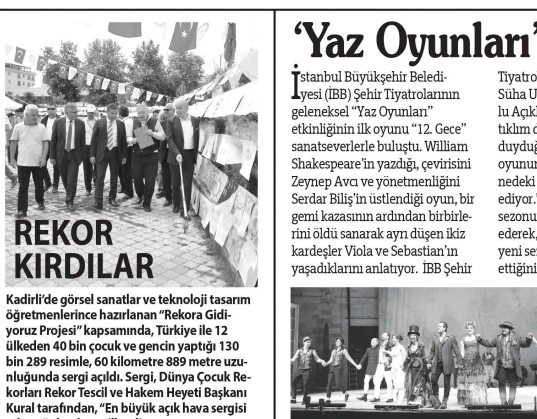 REKOR
KIRDILAR
Kadirli’de görsel sanatlar ve teknoloji tasarım
öğretmenlerince hazırlanan “Rekora Gidi-
yoruz Projesi” kapsamında, Türkiye ile 12
ülkeden 40 bin çocuk ve gencin yaptığı 130
bin 289 resimle, 60 kilometre 889 metre uzu-
nluğunda sergi açıldı. Sergi, Dünya Çocuk Re-
korları Rekor Tescil ve Hakem Heyeti Başkanı
Kural tarafından, “En büyük açık hava sergisi
‘Yaz Oyunları’
İstanbul Büyükşehir Beledi-
yesi (İBB) Şehir Tiyatrolarının
geleneksel “Yaz Oyunları”
etkinliğinin ilk oyunu “12. Gece”
sanatseverlerle buluştu. William
Shakespeare’in yazdığı, çevirisini
Zeynep Avcı ve yönetmenliğini
Serdar Biliş’in üstlendiği oyun, bir
gemi kazasının ardından birbirle-
rini öldü sanarak ayrı düşen ikiz
kardeşler Viola ve Sebastian’ın
yaşadıklarını anlatıyor. İBB Şehir
Tiyatro
Süha U
lu Açık
tıklım d
duyduğ
oyunun
nedeki
ediyor.
sezonu
ederek,
yeni se
ettiğini